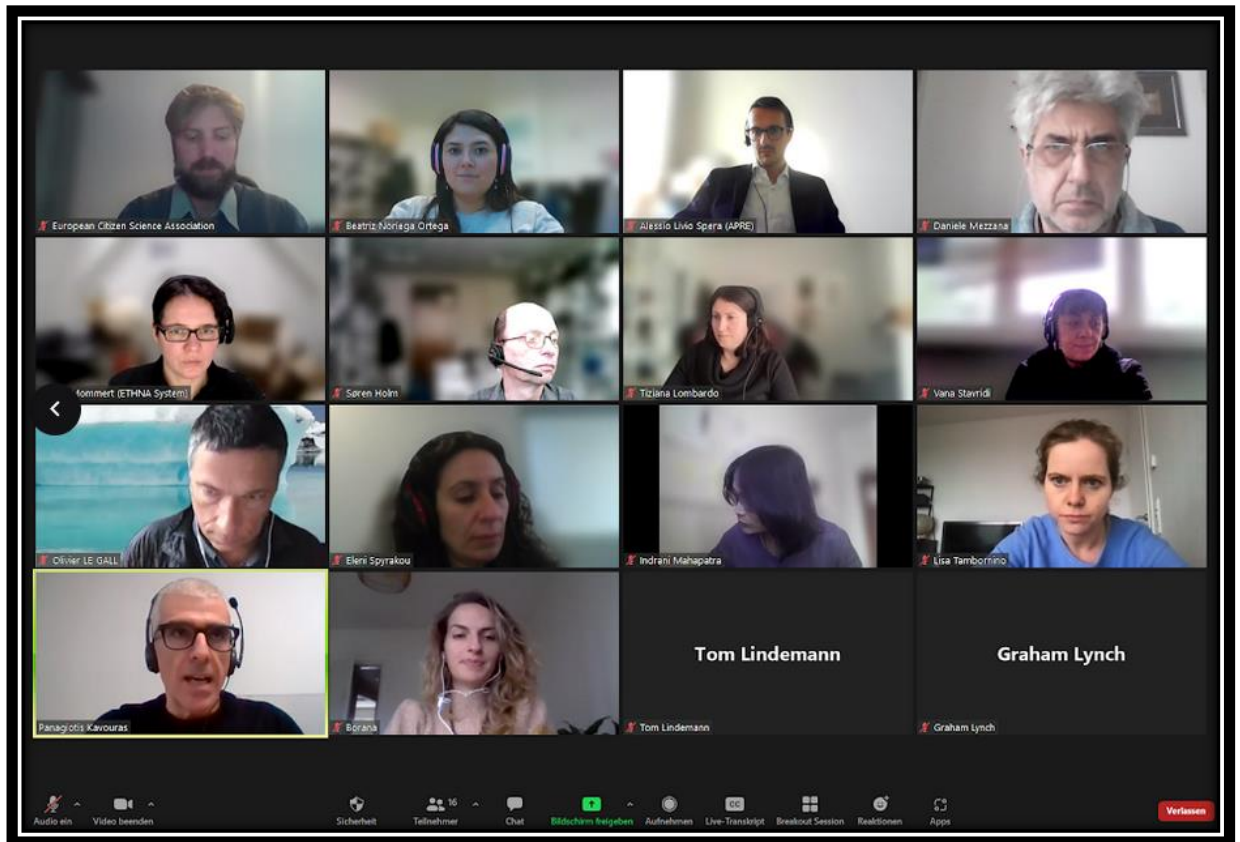 European Citizen Science Association
Beatriz Noriega Ortega
Alessio Livio Spera (APRE)
Daniele Mezzana
Mommert (ETHNA System)
Søren Holm
Tiziana Lombardo
Vana Stavridi
Olivier LE GALL
Eleni Spyrakou
Indrani Mahapatra
Lisa Tambornino
Panagiotis Kavouras
Borana
Tom Lindemann
Tom Lindemann
Graham Lynch
Graham Lynch
Audio ein
Video beenden
Sicherheit
16
Teilnehmer
Chat
Bildschirm freigeben
Aufnehmen
CC
Live-Transkript
Breakout Session
Reaktionen
Apps
Verlassen